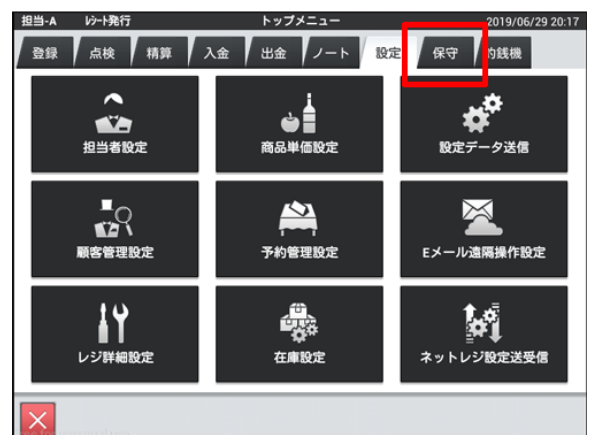 担当-A レシート発行 トップメニュー 2019/06/29 20:17
登録 点検 精算 入金 出金 ノート 設定 保守 釣銭機
担当者設定 商品単価設定 設定データ送信
顧客管理設定 予約管理設定 Eメール遠隔操作設定
レジ詳細設定 在庫設定 ネットレジ設定送受信